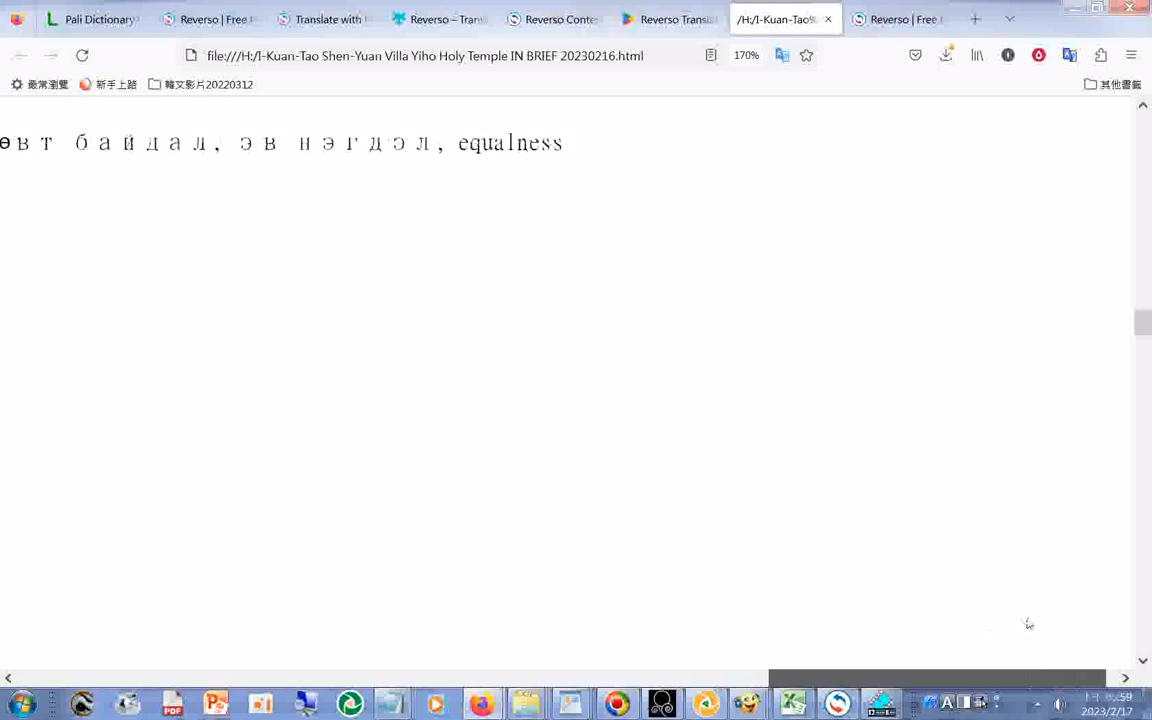 Pali Dictionary
Reverso | Free
Translate with
Reverso – Tran
Reverso Conte
Reverso Transl
/H:/I-Kuan-Tao%
Reverso | Free
file:///H:/I-Kuan-Tao Shen-Yuan Villa Yiho Holy Temple IN BRIEF 20230216.html
170%
最常瀏覽 新手上路 韓文影片20220312 其他書籤
өвт байдал, эв нэгдэл, equalness
2023/2/17